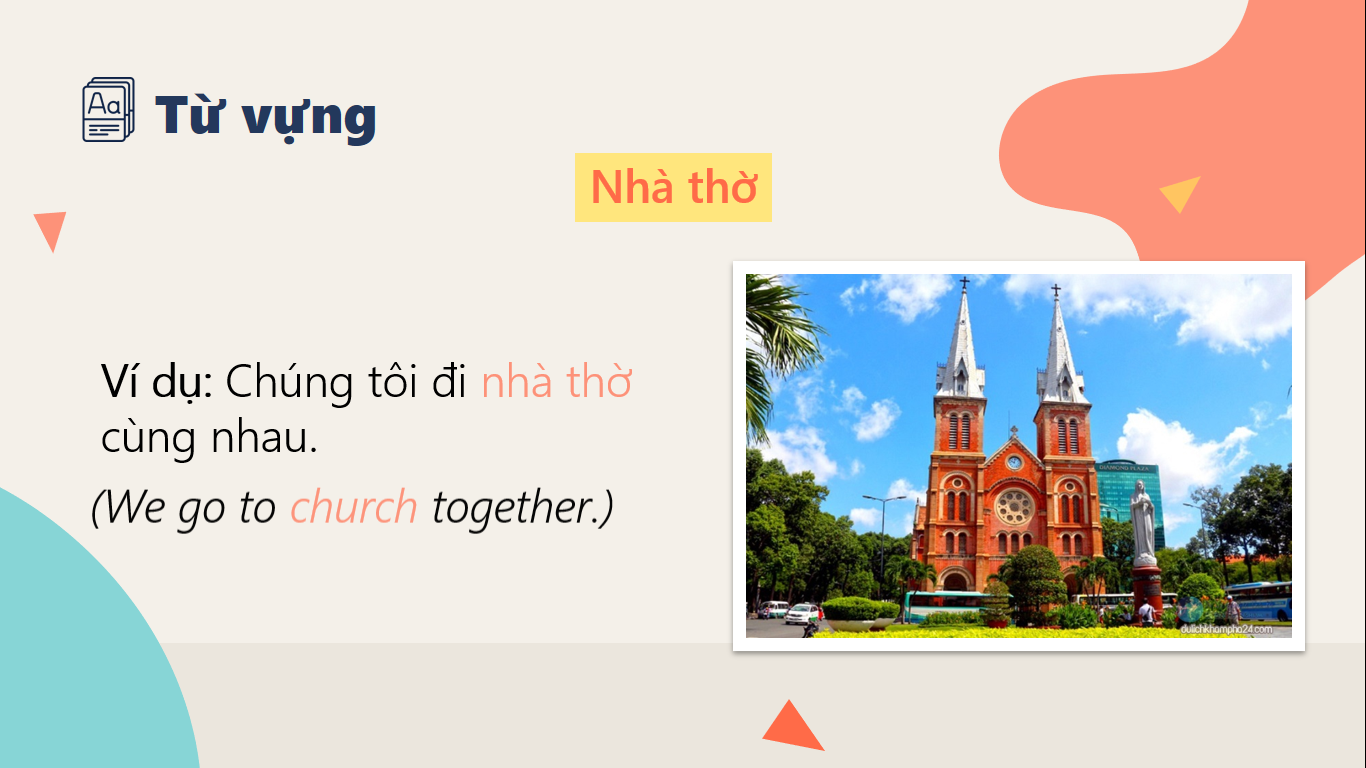 Aa
Từ vựng
Nhà thờ
Ví dụ: Chúng tôi đi nhà thờ
cùng nhau.
(We go to church together.)
DIAMOND PLAZA
dulichkhampha24.com